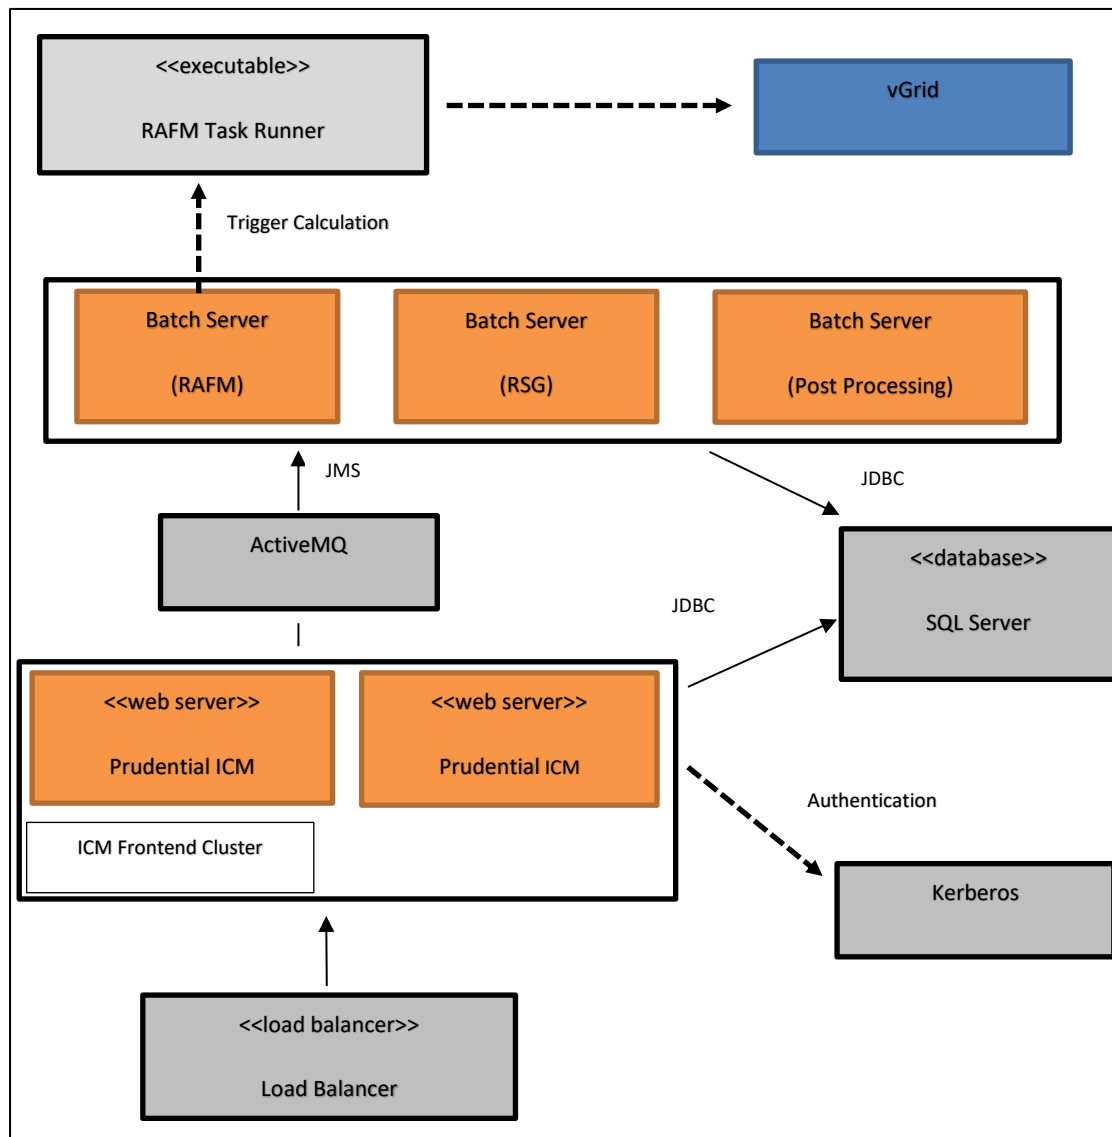 <<executable>>
RAFM Task Runner
vGrid
Trigger Calculation
Batch Server
(RAFM)
Batch Server
(RSG)
Batch Server
(Post Processing)
JMS
JDBC
ActiveMQ
<<database>>
SQL Server
JDBC
<<web server>>
Prudential ICM
<<web server>>
Prudential ICM
Authentication
ICM Frontend Cluster
Kerberos
<<load balancer>>
Load Balancer